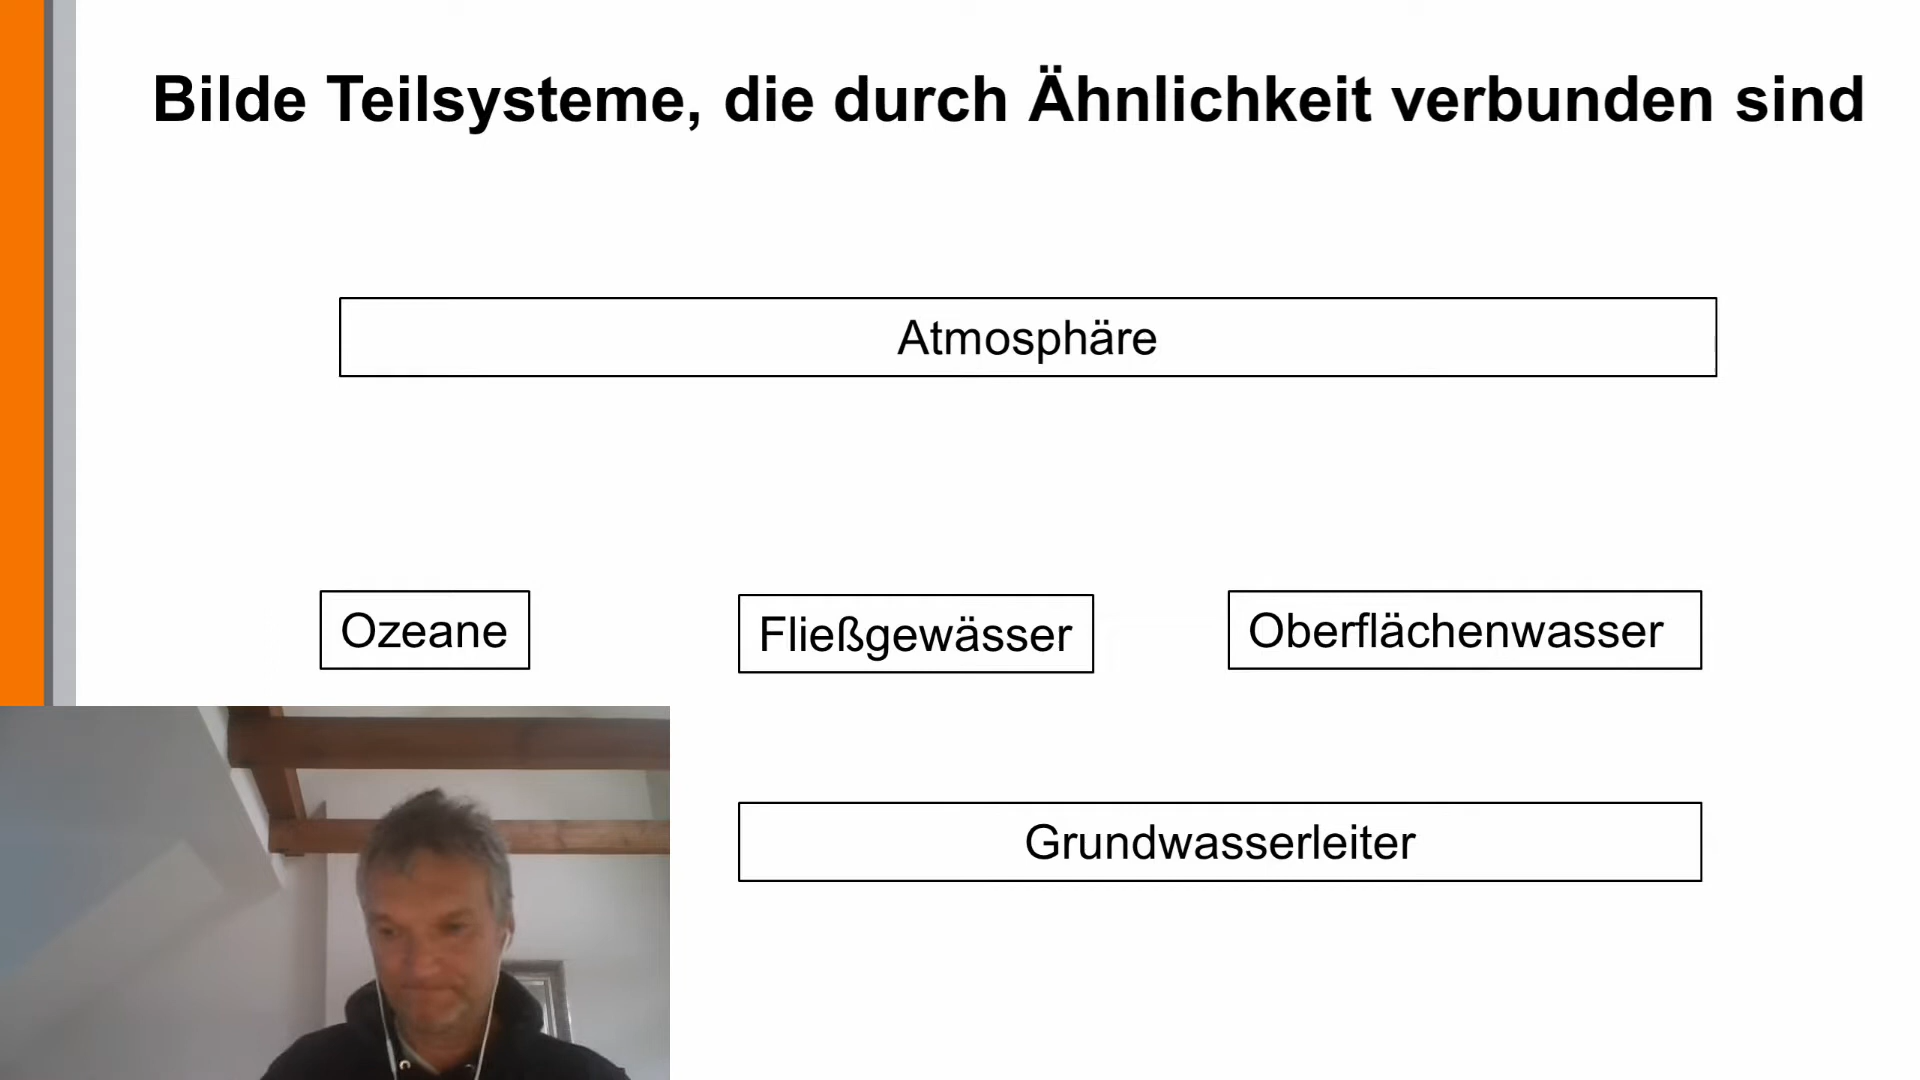 Bilde Teilsysteme, die durch Ähnlichkeit verbunden sind
Atmosphäre
Ozeane
Fließgewässer
Oberflächenwasser
Grundwasserleiter